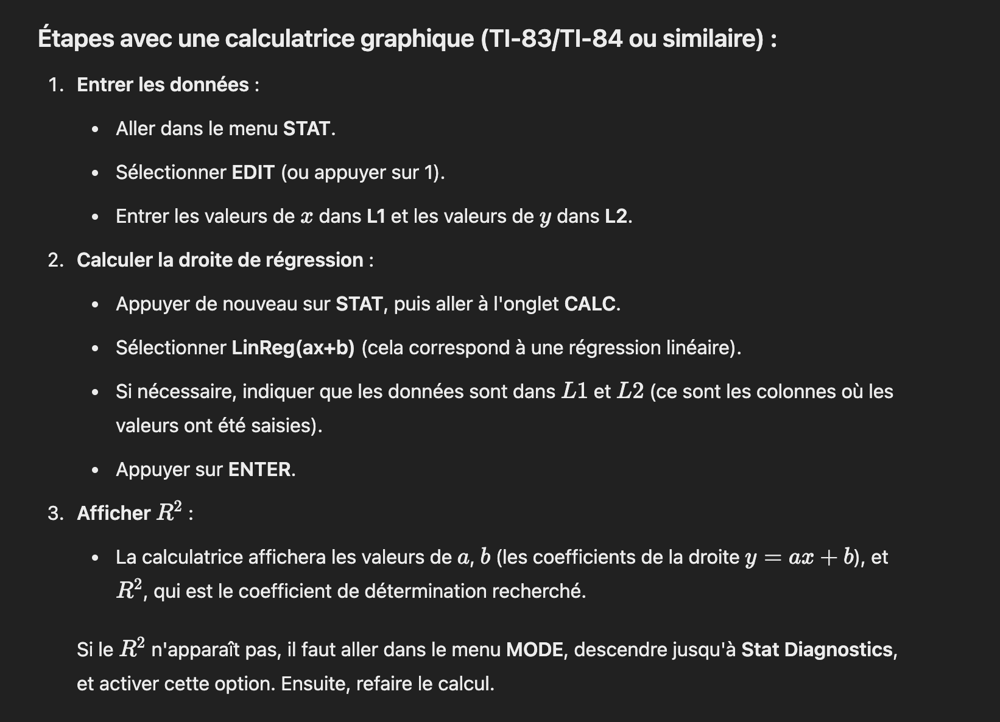 Étapes avec une calculatrice graphique (TI-83/TI-84 ou similaire) :
1. Entrer les données :
• Aller dans le menu STAT.
• Sélectionner EDIT (ou appuyer sur 1).
• Entrer les valeurs de x dans L1 et les valeurs de y dans L2.
2. Calculer la droite de régression :
• Appuyer de nouveau sur STAT, puis aller à l'onglet CALC.
• Sélectionner LinReg(ax+b) (cela correspond à une régression linéaire).
• Si nécessaire, indiquer que les données sont dans L1 et L2 (ce sont les colonnes où les
valeurs ont été saisies).
• Appuyer sur ENTER.
3. Afficher R² :
• La calculatrice affichera les valeurs de a, b (les coefficients de la droite y = ax + b), et
R², qui est le coefficient de détermination recherché.
Si le R² n'apparaît pas, il faut aller dans le menu MODE, descendre jusqu'à Stat Diagnostics,
et activer cette option. Ensuite, refaire le calcul.